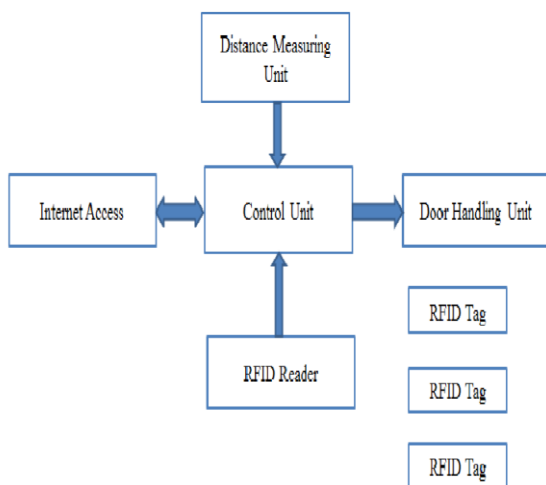 Distance Measuring
Unit
Internet Access
Control Unit
Door Handling Unit
RFID Tag
RFID Reader
RFID Tag
RFID Tag